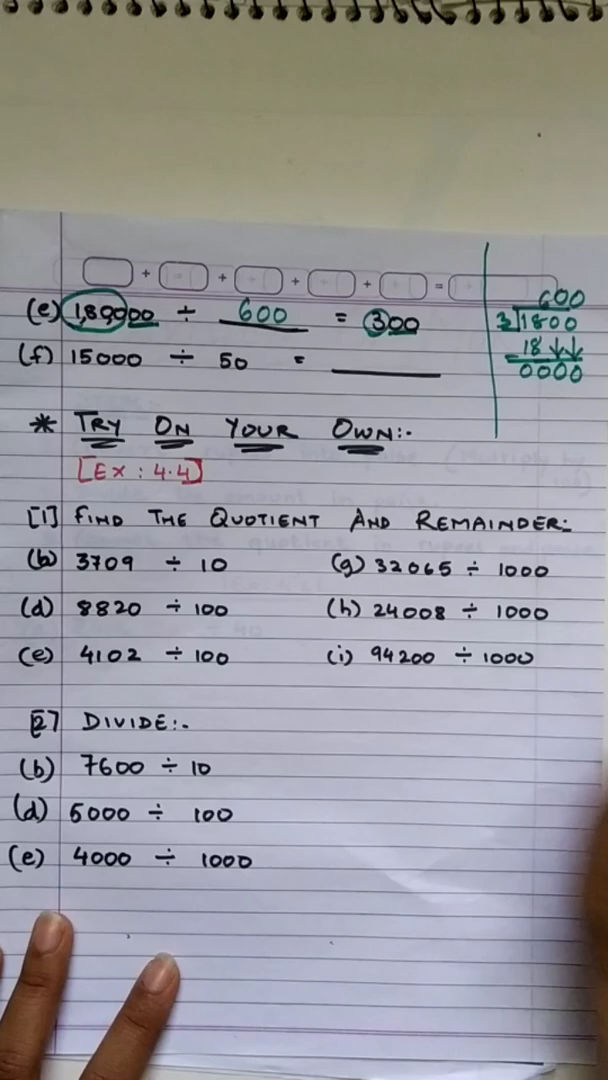 + + + + =
(e) 1,80000 ÷ 600 = 300
(f) 15000 ÷ 50 = 
600
3 1800
- 18 ↓↓
0000
* TRY ON YOUR OWN:-
[EX : 4.4]
[1] FIND THE QUOTIENT AND REMAINDER:-
(b) 3709 ÷ 10 (g) 32065 ÷ 1000
(d) 8820 ÷ 100 (h) 24008 ÷ 1000
(e) 4102 ÷ 100 (i) 94200 ÷ 1000
[2] DIVIDE:-
(b) 7600 ÷ 10
(d) 5000 ÷ 100
(e) 4000 ÷ 1000